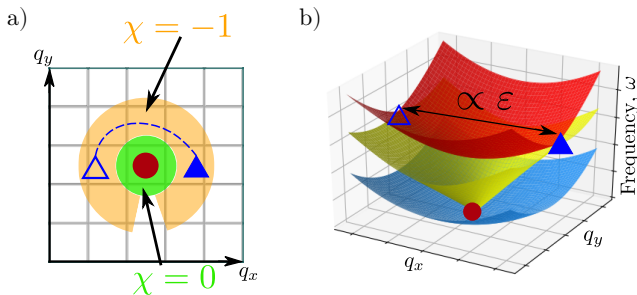 a)
χ = −1
q_y
q_x
χ = 0
b)
∝ ε
Frequency, ω
q_x
q_y